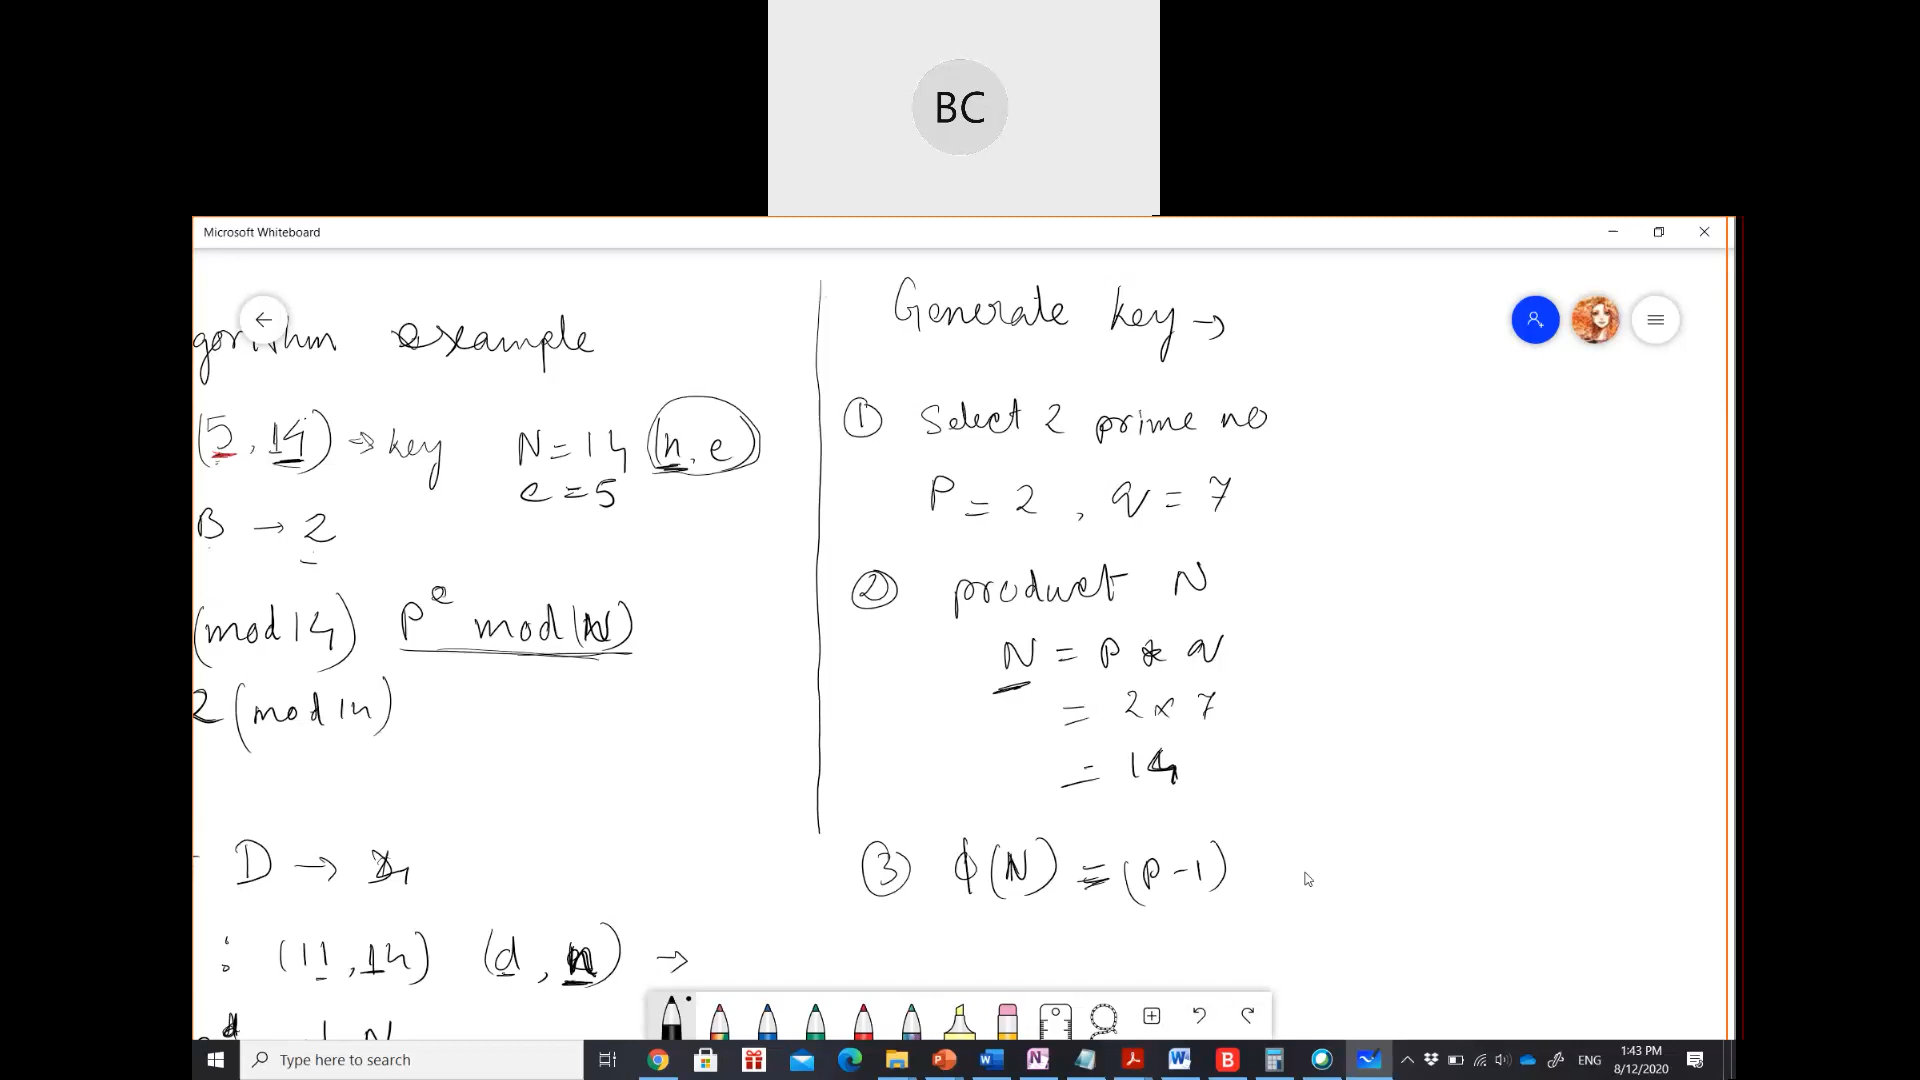 BC
Microsoft Whiteboard
gorithm example
(5, 14) → key N = 14 (n, e)
e = 5
B → 2
(mod 14) P^e mod(N)
2 (mod 14)
D →
: (11, 14) (d, n) →
Generate key →
① Select 2 prime no
P = 2 , q = 7
② product N
N = P * q
= 2 × 7
= 14
③ ϕ(N) = (P - 1)
Type here to search
ENG
1:43 PM
8/12/2020